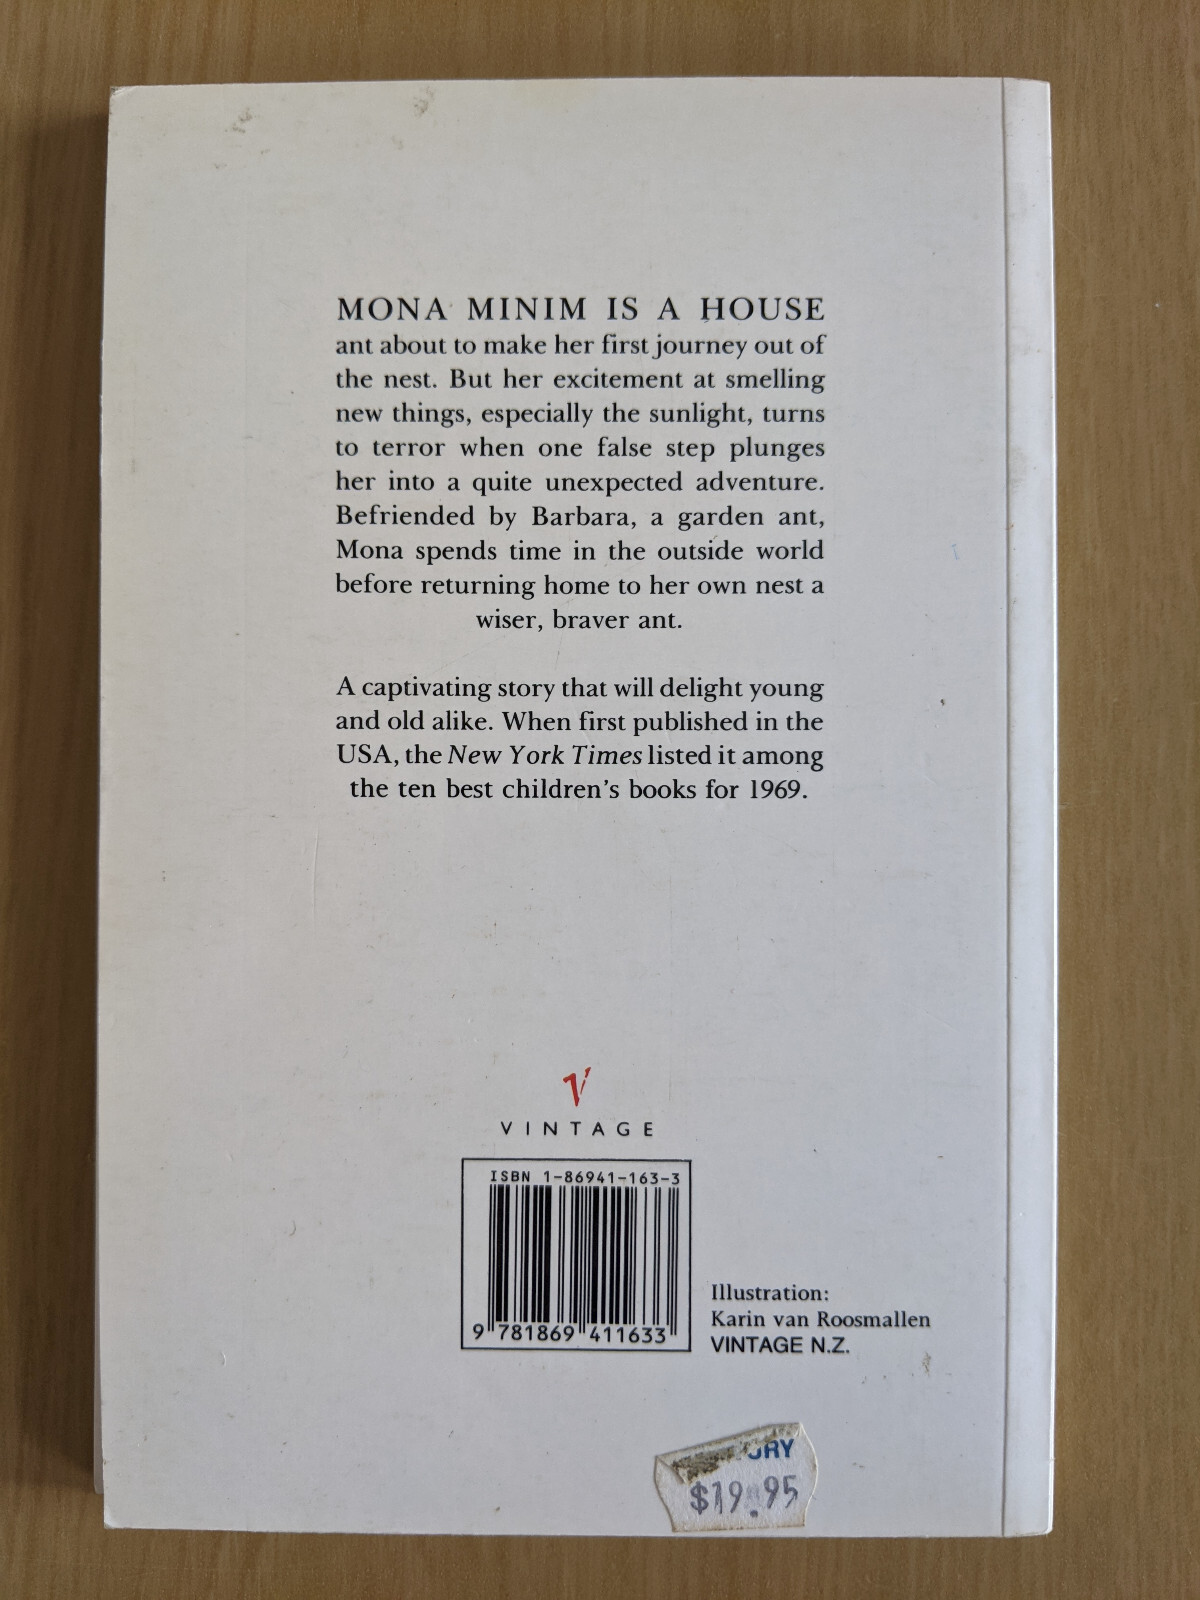 MONA MINIM IS A HOUSE
ant about to make her first journey out of
the nest. But her excitement at smelling
new things, especially the sunlight, turns
to terror when one false step plunges
her into a quite unexpected adventure.
Befriended by Barbara, a garden ant,
Mona spends time in the outside world
before returning home to her own nest a
wiser, braver ant.
A captivating story that will delight young
and old alike. When first published in the
USA, the New York Times listed it among
the ten best children's books for 1969.
VINTAGE
ISBN 1-86941-163-3
9 781869 411633
Illustration:
Karin van Roosmallen
VINTAGE N.Z.
$19.95